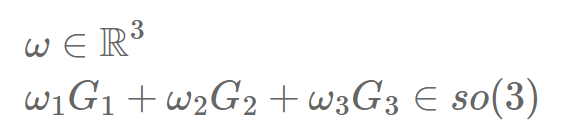 ω ∈ ℝ³
ω₁G₁ + ω₂G₂ + ω₃G₃ ∈ so(3)